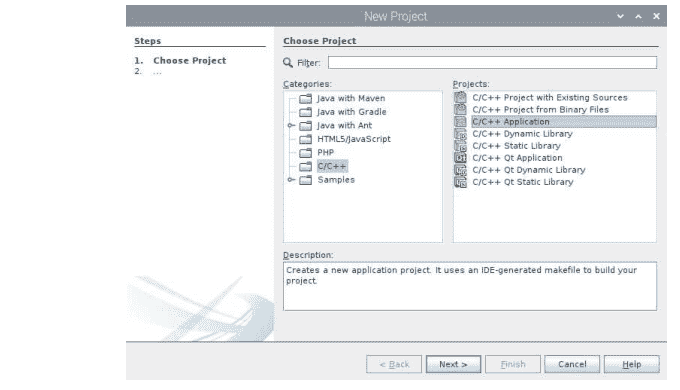 New Project
Steps
1. Choose Project
2. ...
Choose Project
Filter:
Categories:
Java with Maven
Java with Gradle
Java with Ant
HTML5/JavaScript
PHP
C/C++
Samples
Projects:
C/C++ Project with Existing Sources
C/C++ Project from Binary Files
C/C++ Application
C/C++ Dynamic Library
C/C++ Static Library
C/C++ Qt Application
C/C++ Qt Dynamic Library
C/C++ Qt Static Library
Description:
Creates a new application project. It uses an IDE-generated makefile to build your
project.
< Back
Next >
Finish
Cancel
Help